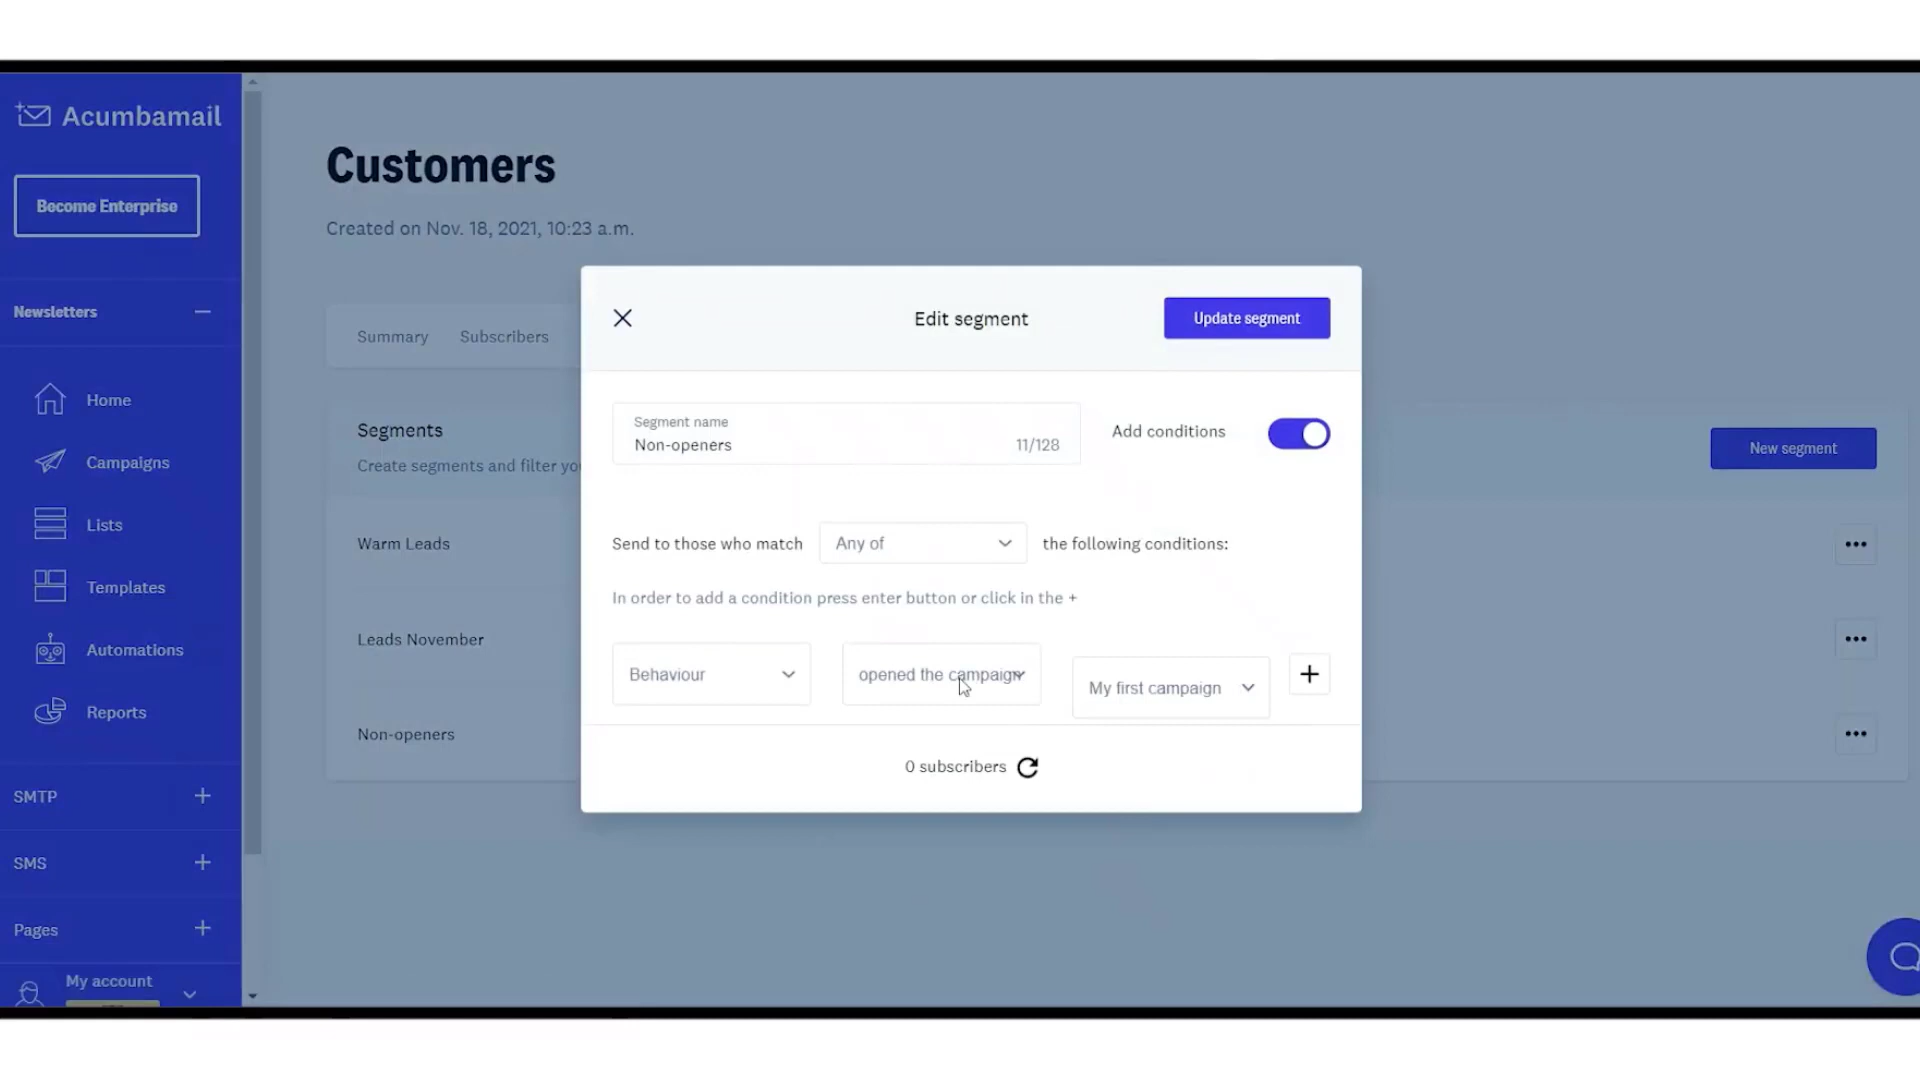 Acumbamail
Become Enterprise
Newsletters
Home
Campaigns
Lists
Templates
Automations
Reports
SMTP
SMS
Pages
My account
Customers
Created on Nov. 18, 2021, 10:23 a.m.
Summary
Subscribers
Segments
Create segments and filter you
New segment
Warm Leads
Leads November
Non-openers
Edit segment
Update segment
Segment name
Non-openers
11/128
Add conditions
Send to those who match Any of the following conditions:
In order to add a condition press enter button or click in the +
Behaviour
opened the campaign
My first campaign
0 subscribers